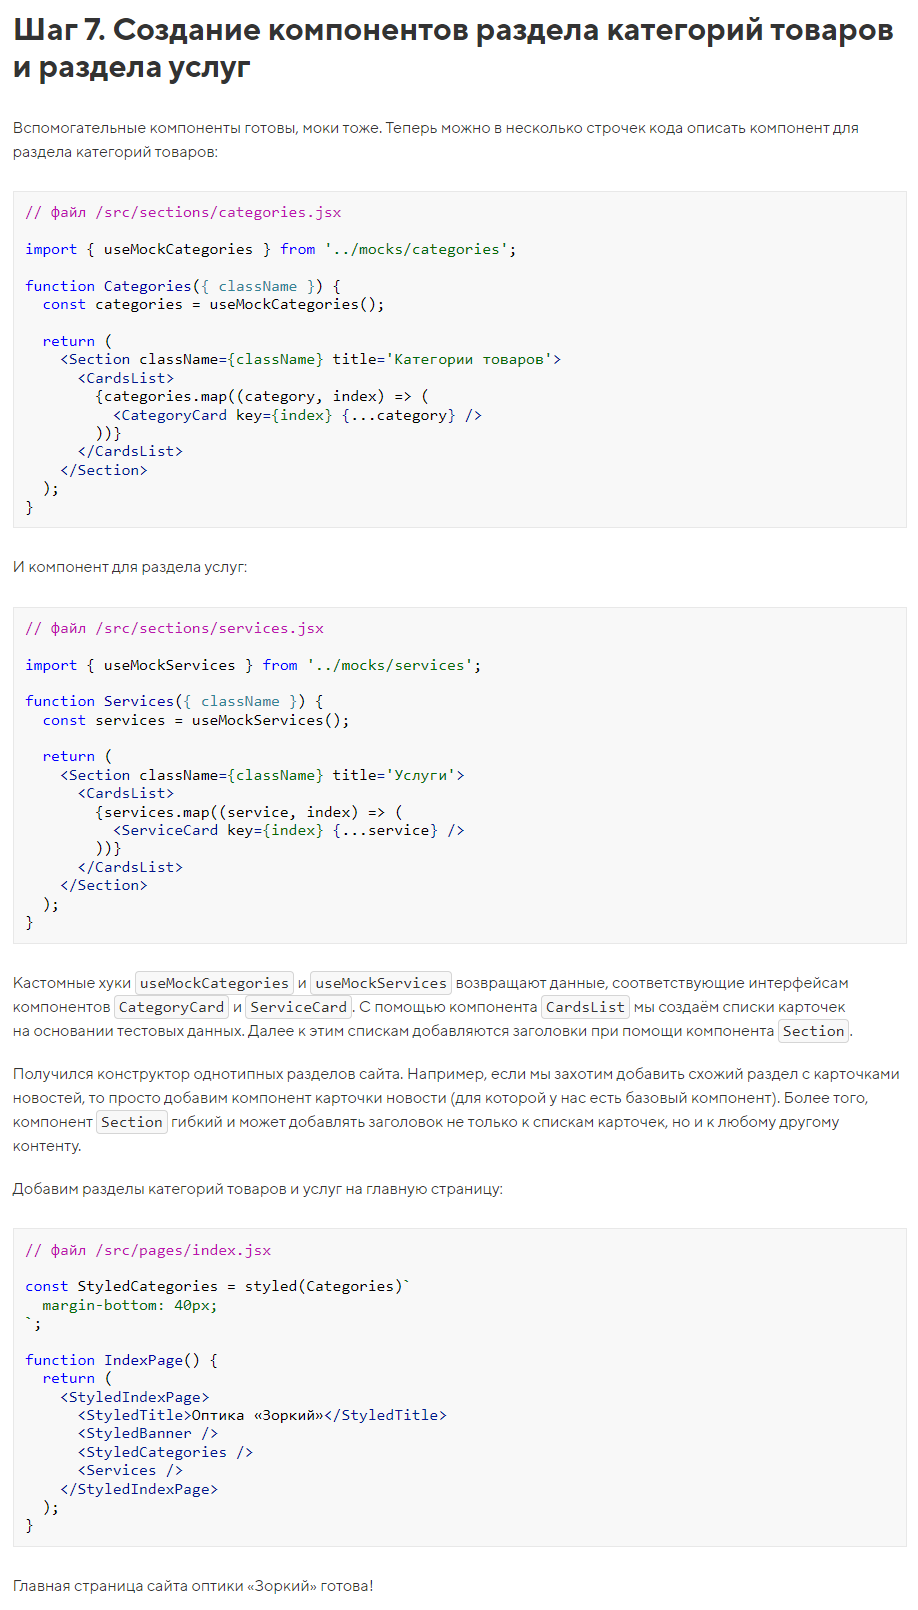 Шаг 7. Создание компонентов раздела категорий товаров
и раздела услуг
Вспомогательные компоненты готовы, моки тоже. Теперь можно в несколько строчек кода описать компонент для
раздела категорий товаров:
// файл /src/sections/categories.jsx
import { useMockCategories } from '../mocks/categories';
function Categories({ className }) {
const categories = useMockCategories();
return (
<Section className={className} title='Категории товаров'>
<CardsList>
{categories.map((category, index) => (
<CategoryCard key={index} {...category} />
))}
</CardsList>
</Section>
);
}
И компонент для раздела услуг:
// файл /src/sections/services.jsx
import { useMockServices } from '../mocks/services';
function Services({ className }) {
const services = useMockServices();
return (
<Section className={className} title='Услуги'>
<CardsList>
{services.map((service, index) => (
<ServiceCard key={index} {...service} />
))}
</CardsList>
</Section>
);
}
Кастомные хуки useMockCategories и useMockServices возвращают данные, соответствующие интерфейсам
компонентов CategoryCard и ServiceCard. С помощью компонента CardsList мы создаём списки карточек
на основании тестовых данных. Далее к этим спискам добавляются заголовки при помощи компонента Section.
Получился конструктор однотипных разделов сайта. Например, если мы захотим добавить схожий раздел с карточками
новостей, то просто добавим компонент карточки новости (для которой у нас есть базовый компонент). Более того,
компонент Section гибкий и может добавлять заголовок не только к спискам карточек, но и к любому другому
контенту.
Добавим разделы категорий товаров и услуг на главную страницу:
// файл /src/pages/index.jsx
const StyledCategories = styled(Categories)`
margin-bottom: 40px;
`;
function IndexPage() {
return (
<StyledIndexPage>
<StyledTitle>Оптика «Зоркий»</StyledTitle>
<StyledBanner />
<StyledCategories />
<Services />
</StyledIndexPage>
);
}
Главная страница сайта оптики «Зоркий» готова!